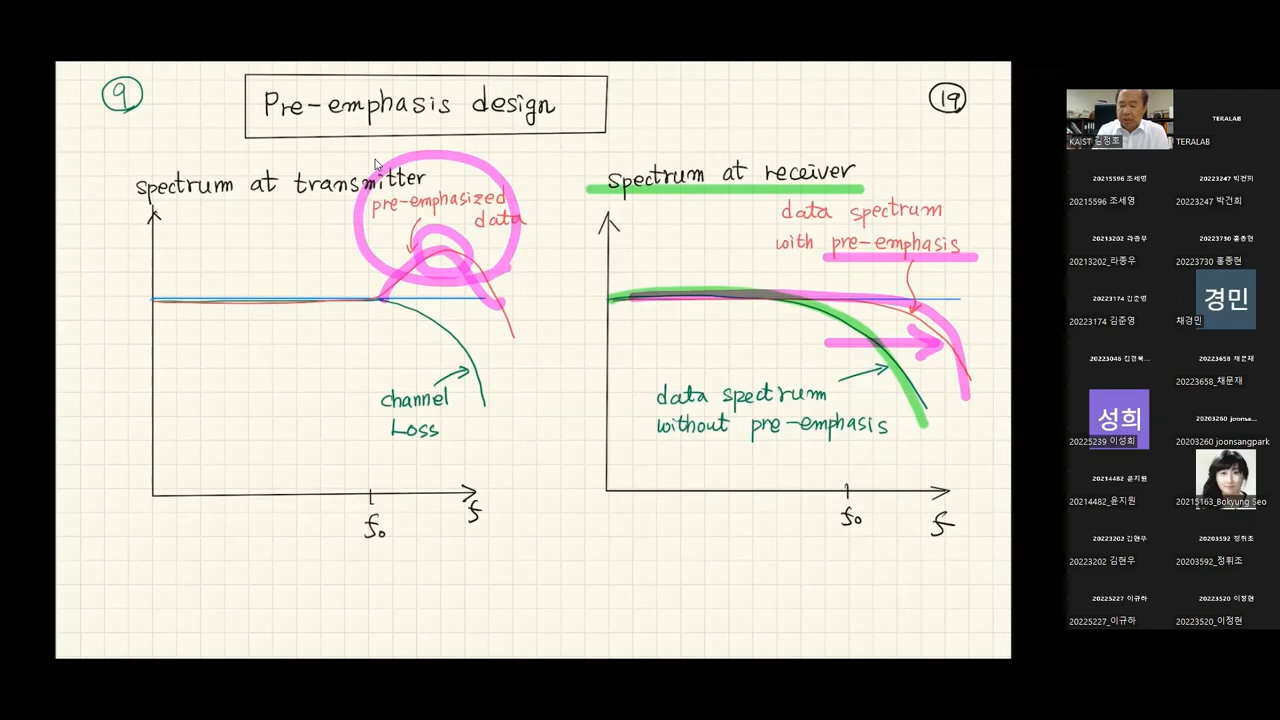 9
Pre-emphasis design
19
spectrum at transmitter
pre-emphasized
data
channel
Loss
f₀
f
spectrum at receiver
data spectrum
with pre-emphasis
data spectrum
without pre-emphasis
f₀
f
KAIST 김정호
TERALAB
TERALAB
20215596 조세영
20215596 조세영
20223247 박건희
20223247 박건희
20213202 라종우
20213202_라종우
20223730 홍종현
20223730 홍종현
20223174 김준영
20223174 김준영
경민
채경민
20223046 김경북...
20223658 채문재
20223658_채문재
성희
20225239 이성희
20203260 joonsa...
20203260 joonsangpark
20214482 윤지원
20214482_윤지원
20215163_Bokyung Seo
20223202 김현우
20223202 김현우
20203592 정휘조
20203592_정휘조
20225227 이규하
20225227_이규하
20223520 이정현
20223520_이정현